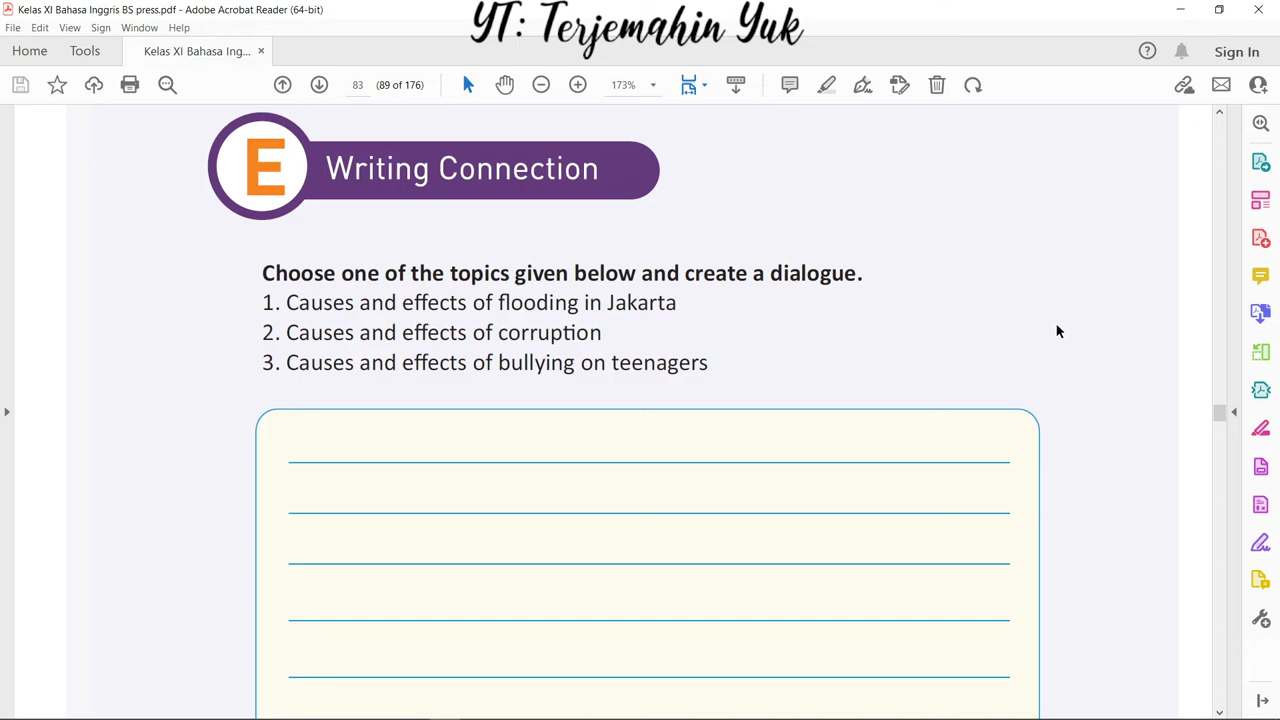 Kelas XI Bahasa Inggris BS press.pdf - Adobe Acrobat Reader (64-bit)
YT: Terjemahin Yuk
File Edit View Sign Window Help
Home Tools Kelas XI Bahasa Ing... × Sign In
83 (89 of 176) 173%
E Writing Connection
Choose one of the topics given below and create a dialogue.
1. Causes and effects of flooding in Jakarta
2. Causes and effects of corruption
3. Causes and effects of bullying on teenagers